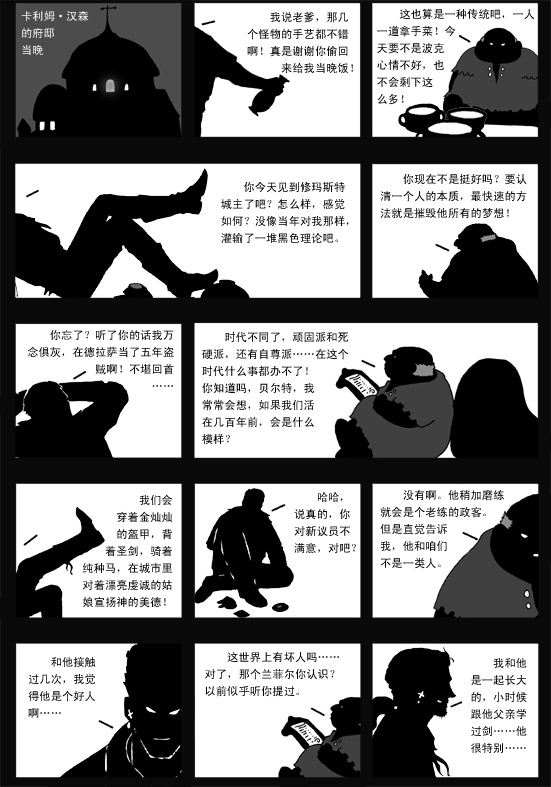 卡利姆·汉森
的府邸
当晚
我说老爹，那几
个怪物的手艺都不错
啊！真是谢谢你偷回
来给我当晚饭！
这也算是一种传统吧，一人
一道拿手菜！今
天要不是波克
心情不好，也
不会剩下这
么多！
你今天见到修玛斯特
城主了吧？怎么样，感觉
如何？没像当年对我那样，
灌输了一堆黑色理论吧。
你现在不是挺好吗？要认
清一个人的本质，最快速的方
法就是摧毁他所有的梦想！
你忘了？听了你的话我万
念俱灰，在德拉萨当了五年盗
贼啊！不堪回首
……
时代不同了，顽固派和死
硬派，还有自尊派……在这个
时代什么事都办不了！
你知道吗，贝尔特，我
常常会想，如果我们活
在几百年前，会是什么
模样？
我们会
穿着金灿灿
的盔甲，背
着圣剑，骑着
纯种马，在城市里
对着漂亮虔诚的姑
娘宣扬神的美德！
哈哈，
说真的，你
对新议员不
满意，对吧？
没有啊。他稍加磨练
就会是个老练的政客。
但是直觉告诉
我，他和咱们
不是一类人。
和他接触
过几次，我觉
得他是个好人
啊……
这世界上有坏人吗……
对了，那个兰菲尔你认识？
以前似乎听你提过。
我和他
是一起长大
的，小时候
跟他父亲学
过剑……他
很特别……